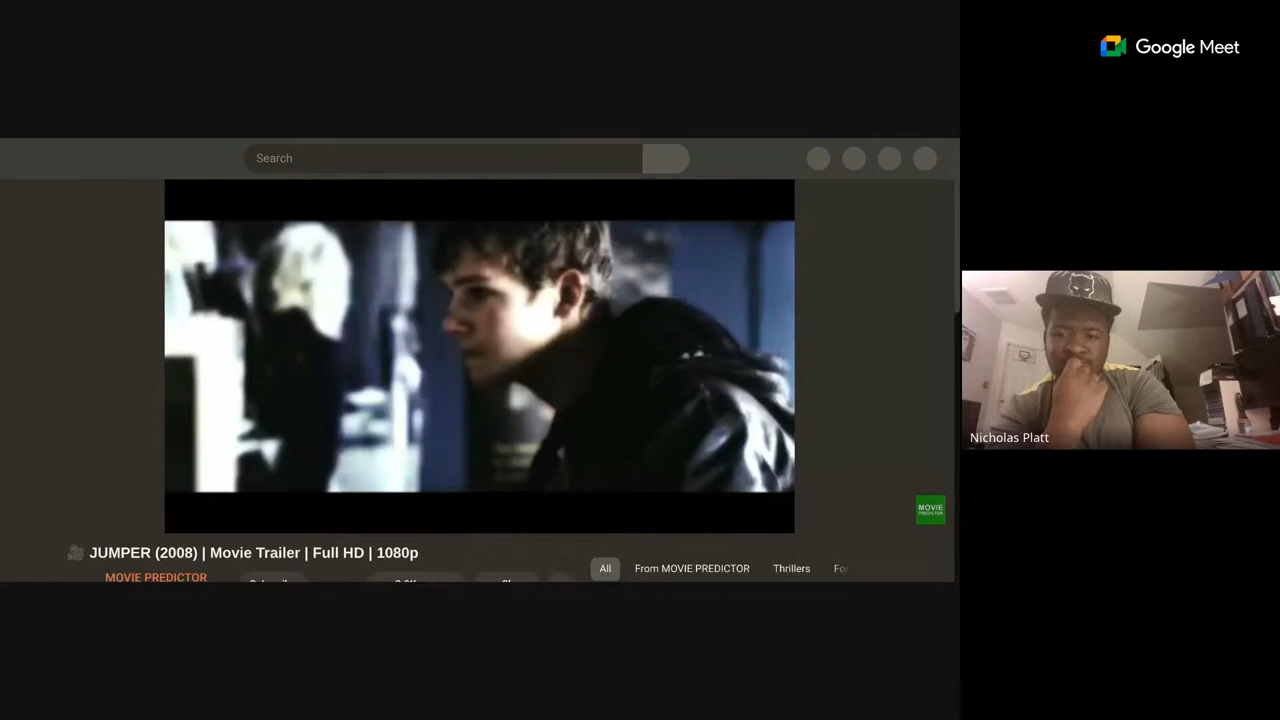 Google Meet
Search
Nicholas Platt
MOVIE
PREDICTOR
JUMPER (2008) | Movie Trailer | Full HD | 1080p
MOVIE PREDICTOR
All From MOVIE PREDICTOR Thrillers